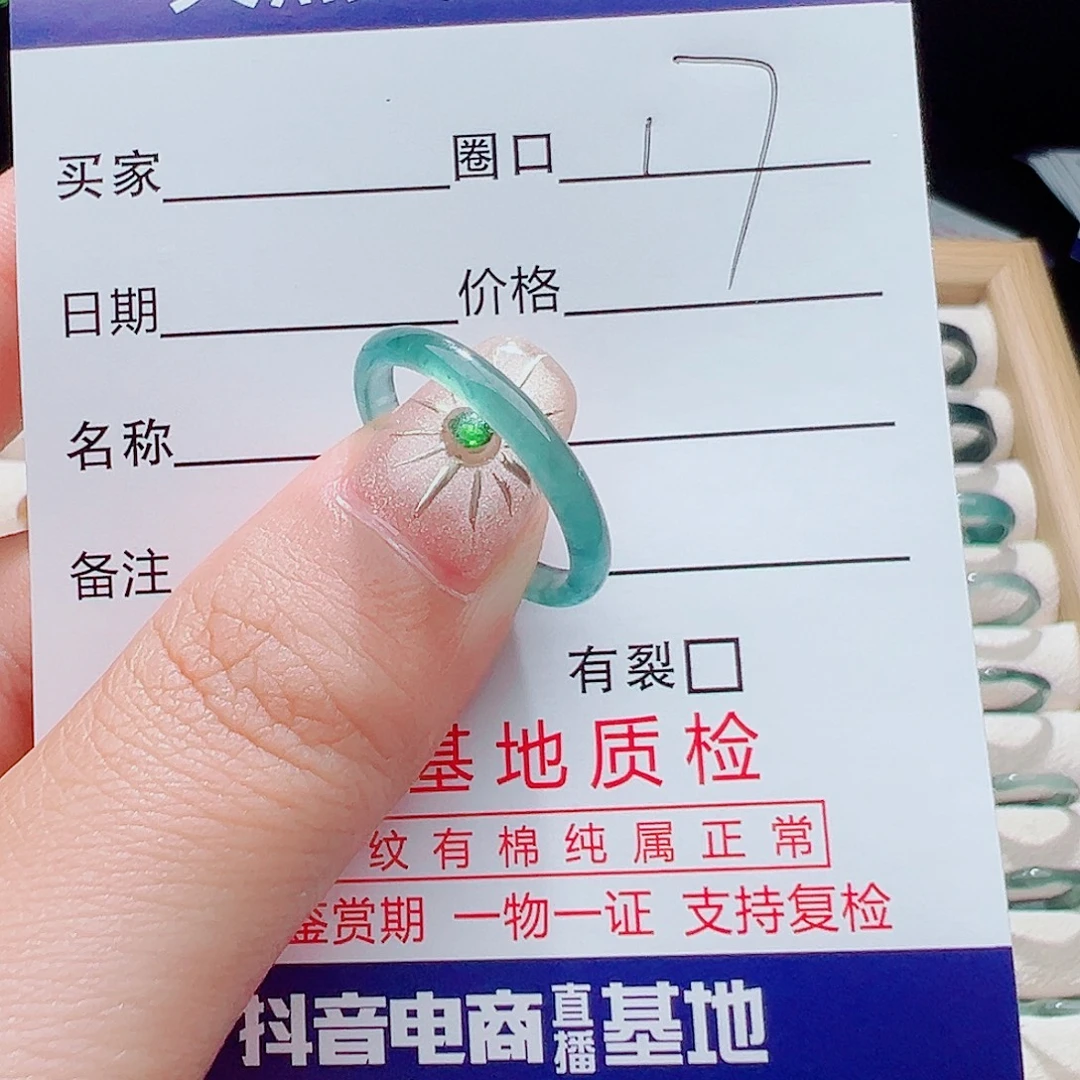 买家 圈口 17
日期 价格
名称
备注
有裂
基地质检
纹有棉纯属正常
鉴赏期 一物一证 支持复检
抖音电商直播基地